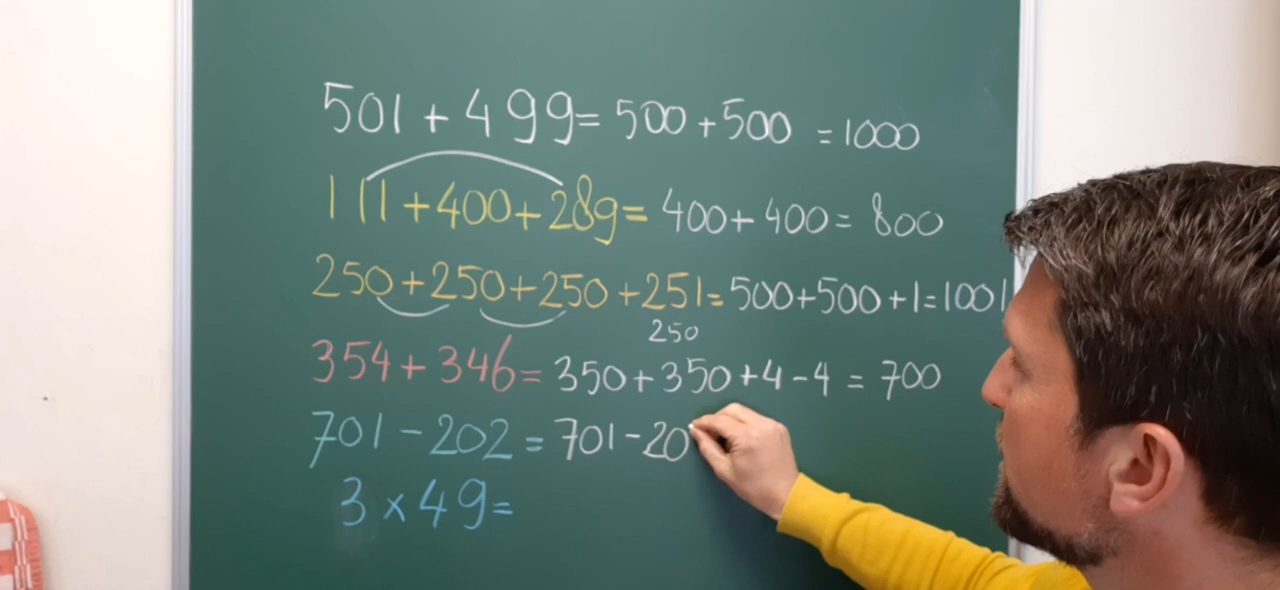 501 + 499 = 500 + 500 = 1000
111 + 400 + 289 = 400 + 400 = 800
250 + 250 + 250 + 251 = 500 + 500 + 1 = 1001
250
354 + 346 = 350 + 350 + 4 - 4 = 700
701 - 202 = 701 - 20
3 x 49 =